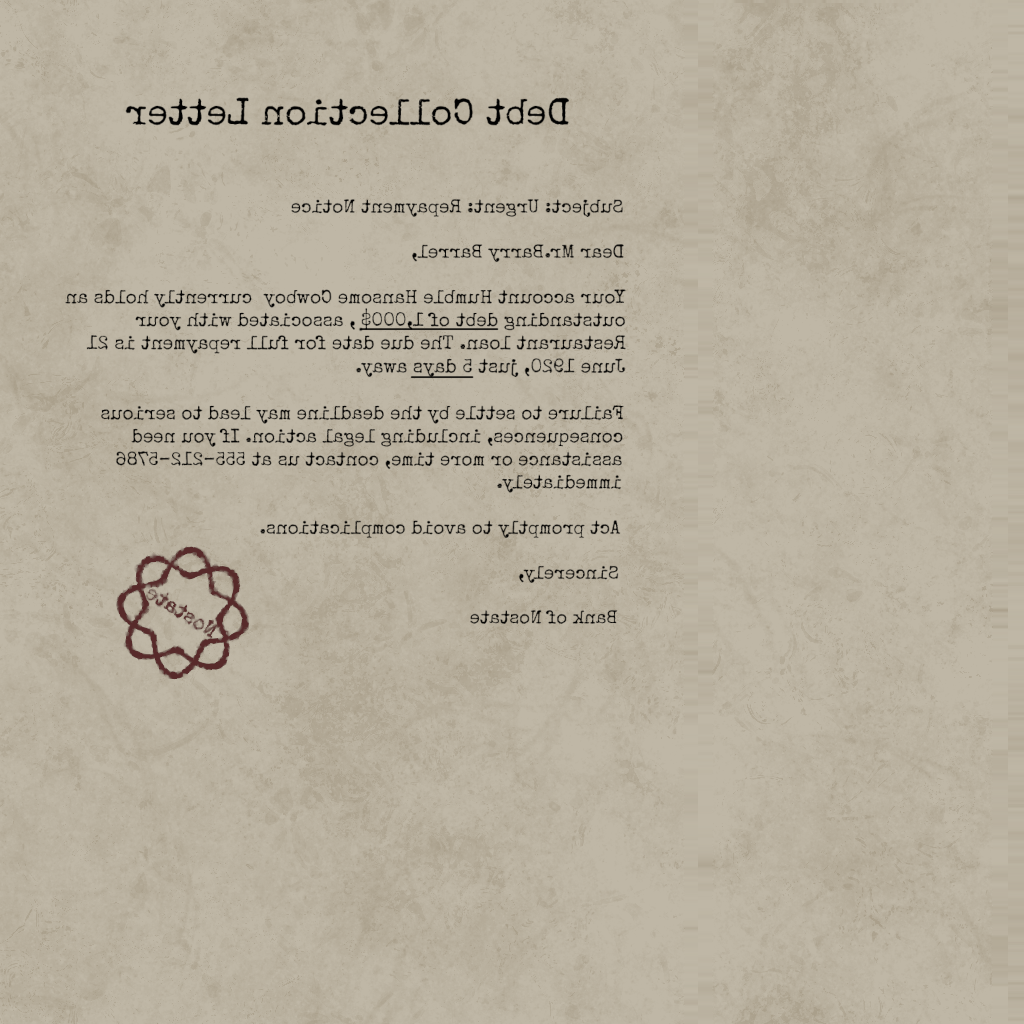 Debt Collection Letter
Subject: Urgent: Repayment Notice
Dear Mr.Barry Barrel,
Your account Humble Hansome Cowboy currently holds an
outstanding debt of 1,000$ , associated with your
Restaurant loan. The due date for full repayment is 21
June 1920, just 5 days away.
Failure to settle by the deadline may lead to serious
consequences, including legal action. If you need
assistance or more time, contact us at 555-212-5786
immediately.
Act promptly to avoid complications.
Sincerely,
Bank of Nostate
Nostate